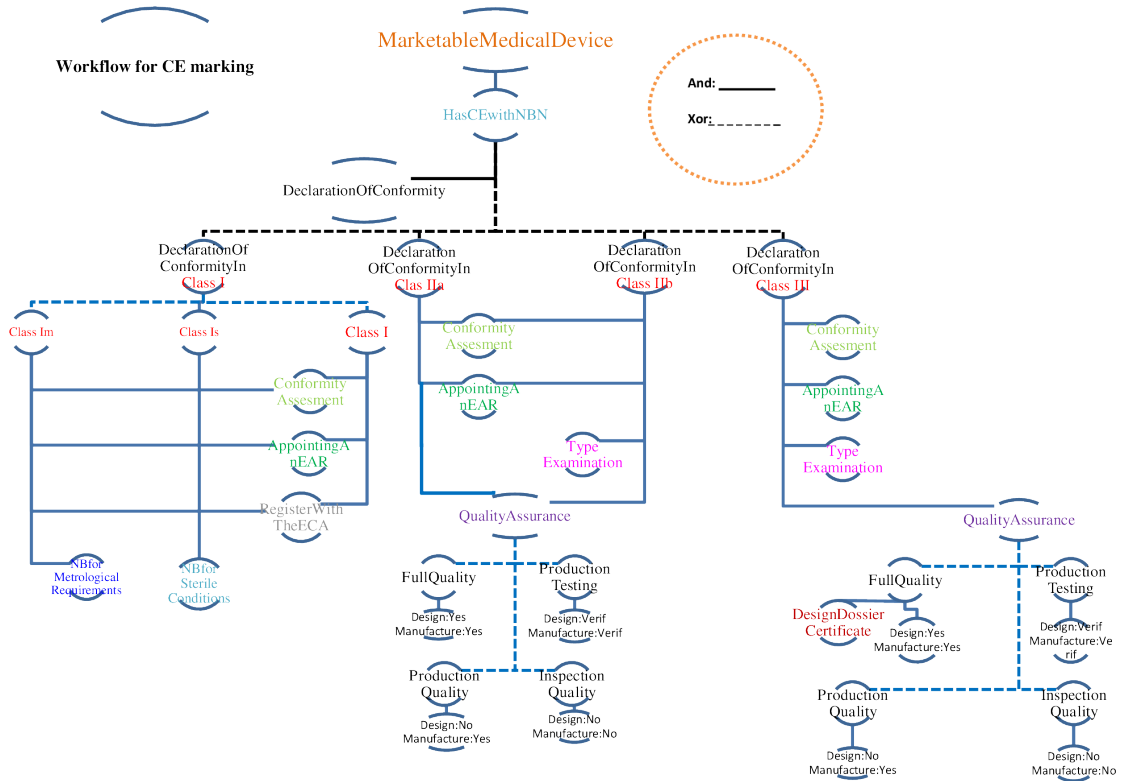 Workflow for CE marking
MarketableMedicalDevice
HasCEwithNBN
And:
Xor:
DeclarationOfConformity
DeclarationOf
ConformityIn
Class I
Declaration
OfConformityIn
Clas IIa
Declaration
OfConformityIn
Class IIb
Declaration
OfConformityIn
Class III
Class Im
Class Is
Class I
Conformity
Assesment
AppointingA
nEAR
RegisterWith
TheECA
NBfor
Metrological
Requirements
NBfor
Sterile
Conditions
Conformity
Assesment
AppointingA
nEAR
Type
Examination
QualityAssurance
FullQuality
Design:Yes
Manufacture:Yes
Production
Testing
Design:Verif
Manufacture:Verif
Production
Quality
Design:No
Manufacture:Yes
Inspection
Quality
Design:No
Manufacture:No
Conformity
Assesment
AppointingA
nEAR
Type
Examination
QualityAssurance
FullQuality
DesignDossier
Certificate
Design:Yes
Manufacture:Yes
Production
Testing
Design:Verif
Manufacture:Ve
rif
Production
Quality
Design:No
Manufacture:Yes
Inspection
Quality
Design:No
Manufacture:No